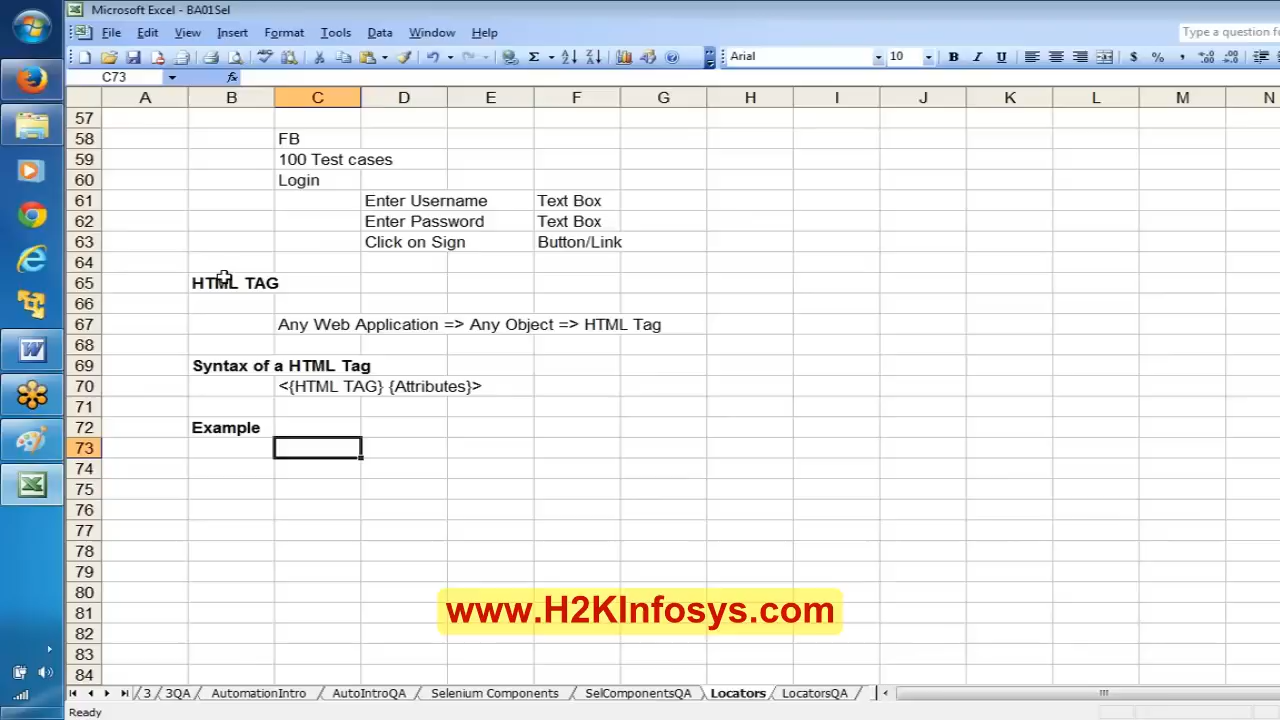 Microsoft Excel - BA01Sel
File Edit View Insert Format Tools Data Window Help
Type a question fo
Arial 10 B I U $ % ,
C73 fx
A B C D E F G H I J K L M N
57
58 FB
59 100 Test cases
60 Login
61 Enter Username Text Box
62 Enter Password Text Box
63 Click on Sign Button/Link
64
65 HTML TAG
66
67 Any Web Application => Any Object => HTML Tag
68
69 Syntax of a HTML Tag
70 <{HTML TAG} {Attributes}>
71
72 Example
73
74
75
76
77
78
79
80
81
82
83
84
www.H2KInfosys.com
3 3QA AutomationIntro AutoIntroQA Selenium Components SelComponentsQA Locators LocatorsQA
Ready